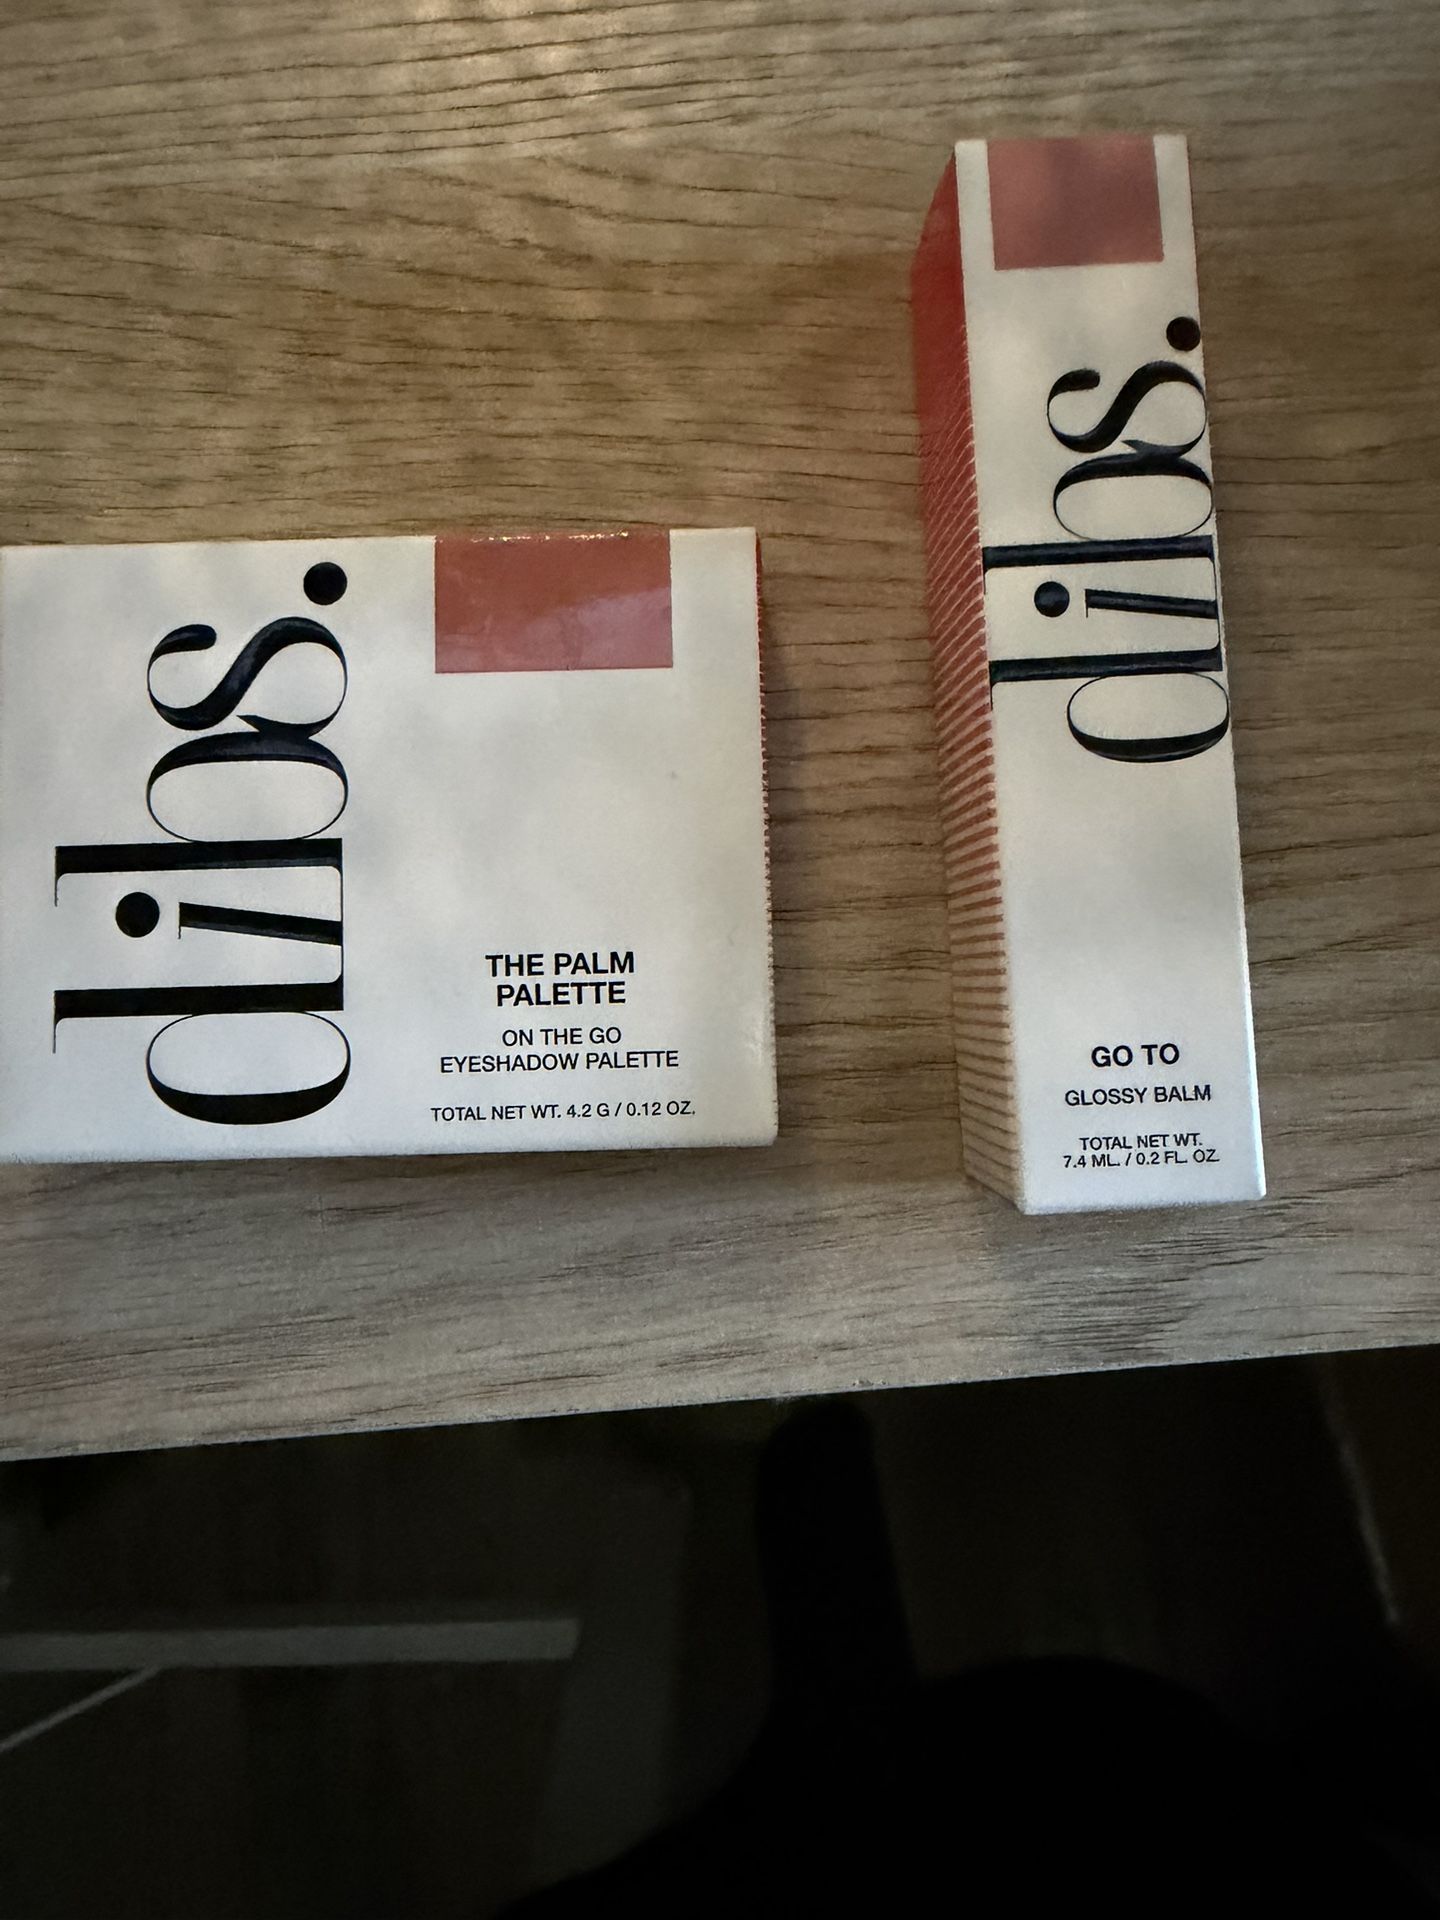 dibs.
THE PALM
PALETTE
ON THE GO
EYESHADOW PALETTE
TOTAL NET WT. 4.2 G / 0.12 OZ.
dibs.
GO TO
GLOSSY BALM
TOTAL NET WT.
7.4 ML. / 0.2 FL. OZ.